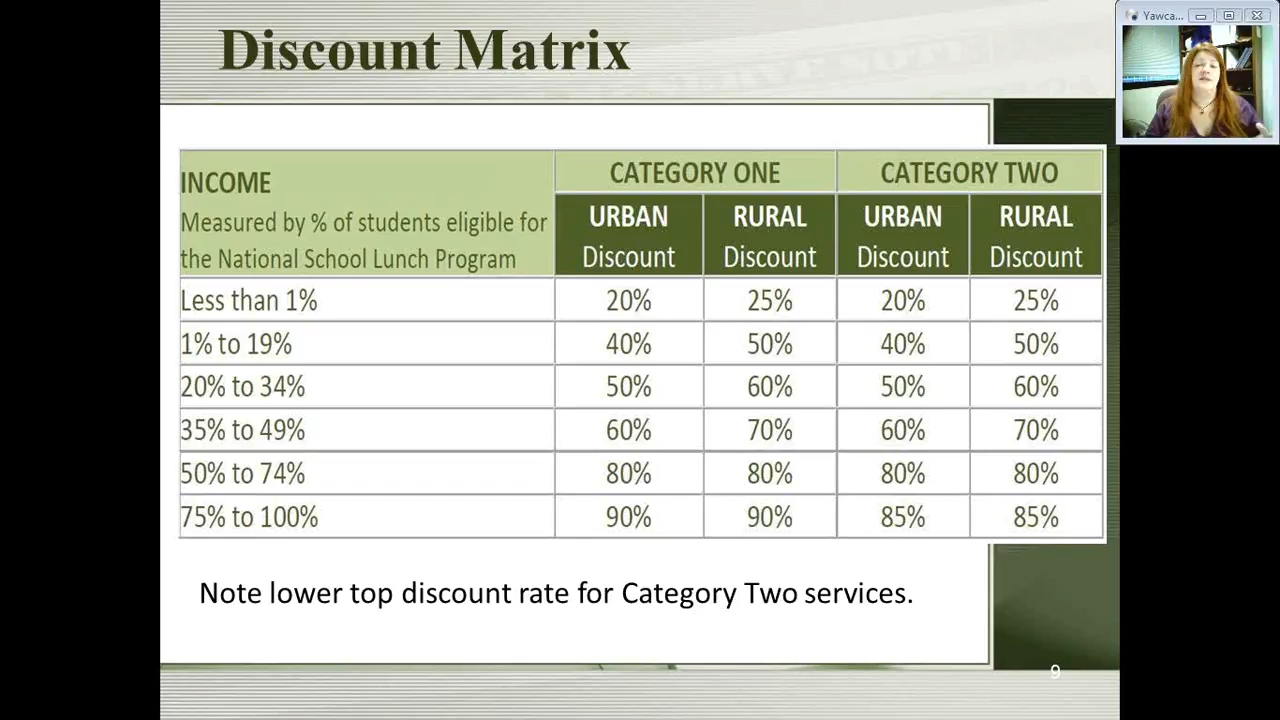 Discount Matrix
Yawca...
INCOME
Measured by % of students eligible for
the National School Lunch Program
CATEGORY ONE
CATEGORY TWO
URBAN
Discount
RURAL
Discount
URBAN
Discount
RURAL
Discount
Less than 1% 20% 25% 20% 25%
1% to 19% 40% 50% 40% 50%
20% to 34% 50% 60% 50% 60%
35% to 49% 60% 70% 60% 70%
50% to 74% 80% 80% 80% 80%
75% to 100% 90% 90% 85% 85%
Note lower top discount rate for Category Two services.
9